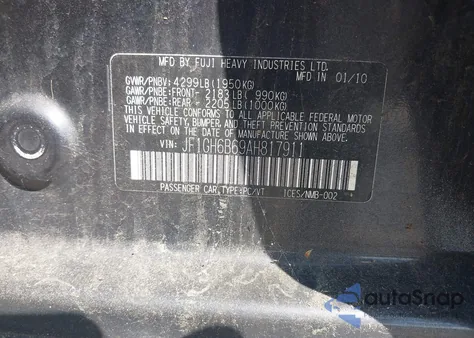 MFD BY FUJI HEAVY INDUSTRIES LTD.
MFD IN 01/10
GVWR/PNBV: 4299LB(1950KG)
GAWR/PNBE: FRONT- 2183 LB( 990KG)
GAWR/PNBE: REAR - 2205LB(1000KG)
THIS VEHICLE CONFORMS TO ALL APPLICABLE FEDERAL MOTOR
VEHICLE SAFETY, BUMPER, AND THEFT PREVENTION STANDARDS
IN EFFECT ON THE DATE OF MANUFACTURE SHOWN ABOVE.
VIN: JF1GH6B69AH817911
PASSENGER CAR, TYPE:PC/VT ICES/NMB-002
autoSnap